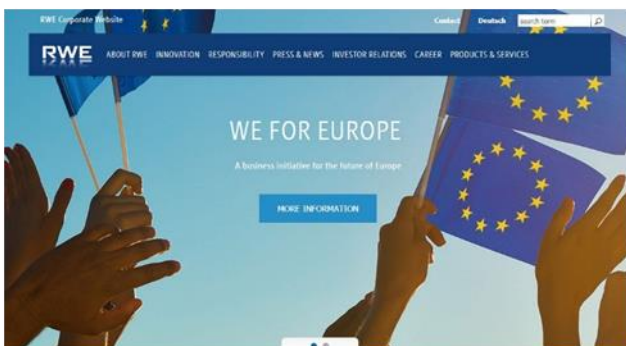 RWE Corporate Website
Contact Deutsch search term
RWE ABOUT RWE INNOVATION RESPONSIBILITY PRESS & NEWS INVESTOR RELATIONS CAREER PRODUCTS & SERVICES
WE FOR EUROPE
A business initiative for the future of Europe
MORE INFORMATION